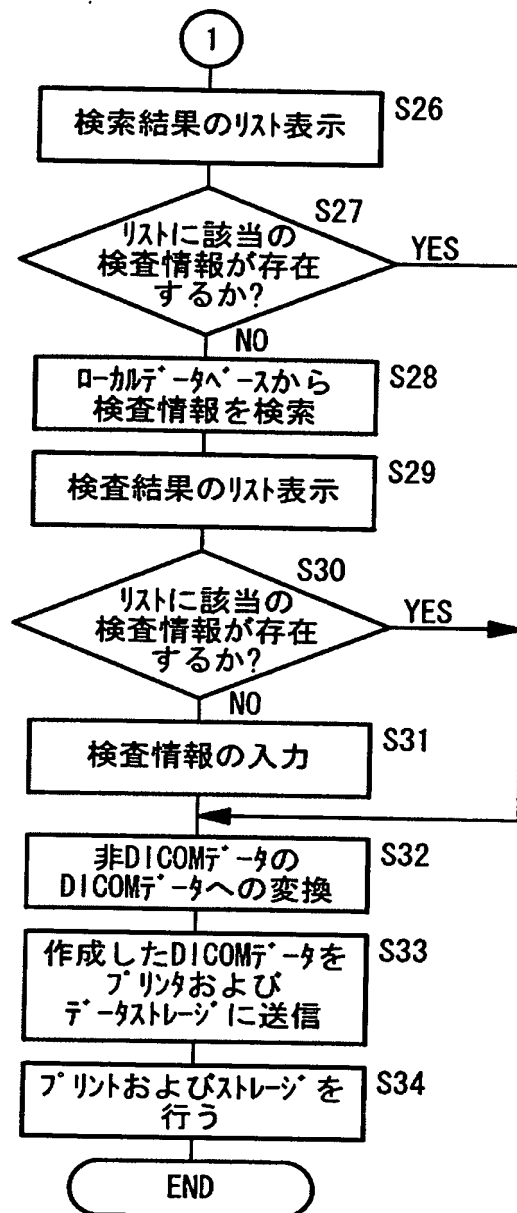 1
検索結果のリスト表示
S26
S27
リストに該当の
検査情報が存在
するか?
YES
NO
ローカルデータベースから
検査情報を検索
S28
検査結果のリスト表示
S29
S30
リストに該当の
検査情報が存在
するか?
YES
NO
検査情報の入力
S31
非DICOMデータの
DICOMデータへの変換
S32
作成したDICOMデータを
プリンタおよび
データストレージに送信
S33
プリントおよびストレージを
行う
S34
END